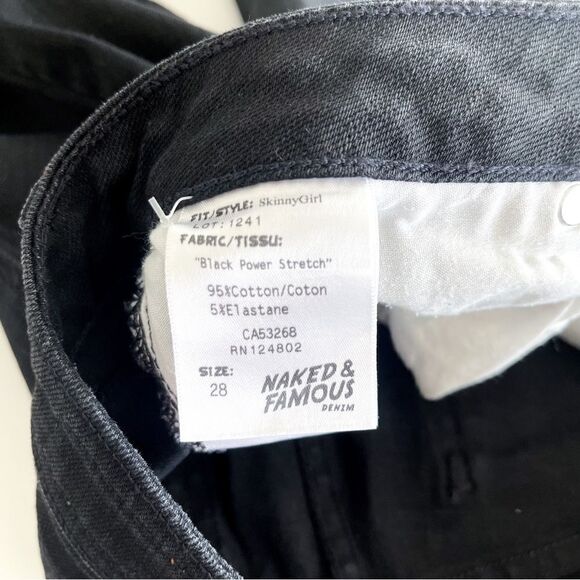 FIT/STYLE: SkinnyGirl
LOT: 1241
FABRIC/TISSU:
"Black Power Stretch"
95%Cotton/Coton
5%Elastane
CA53268
RN124802
SIZE:
28
NAKED &
FAMOUS
DENIM